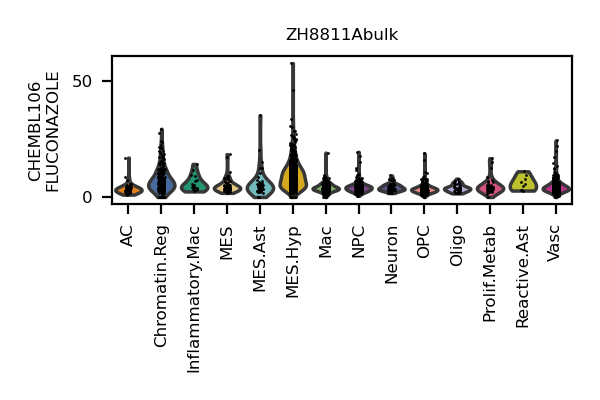 ZH8811Abulk
CHEMBL106
FLUCONAZOLE
50
0
AC
Chromatin.Reg
Inflammatory.Mac
MES
MES.Ast
MES.Hyp
Mac
NPC
Neuron
OPC
Oligo
Prolif.Metab
Reactive.Ast
Vasc